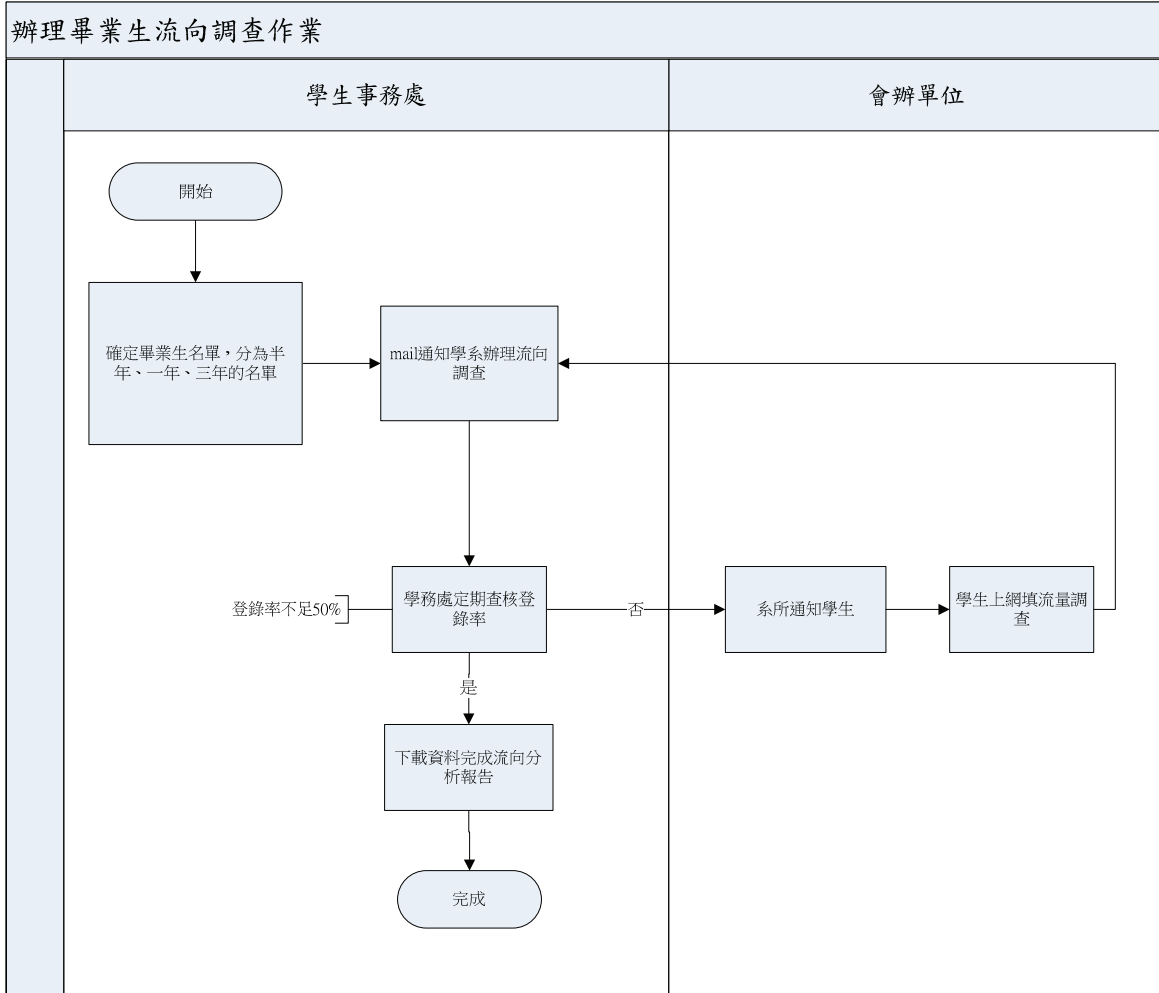 辦理畢業生流向調查作業
學生事務處
會辦單位
開始
確定畢業生名單，分為半
年、一年、三年的名單
mail通知學系辦理流向
調查
登錄率不足50%
學務處定期查核登
錄率
否
系所通知學生
學生上網填流量調
查
是
下載資料完成流向分
析報告
完成